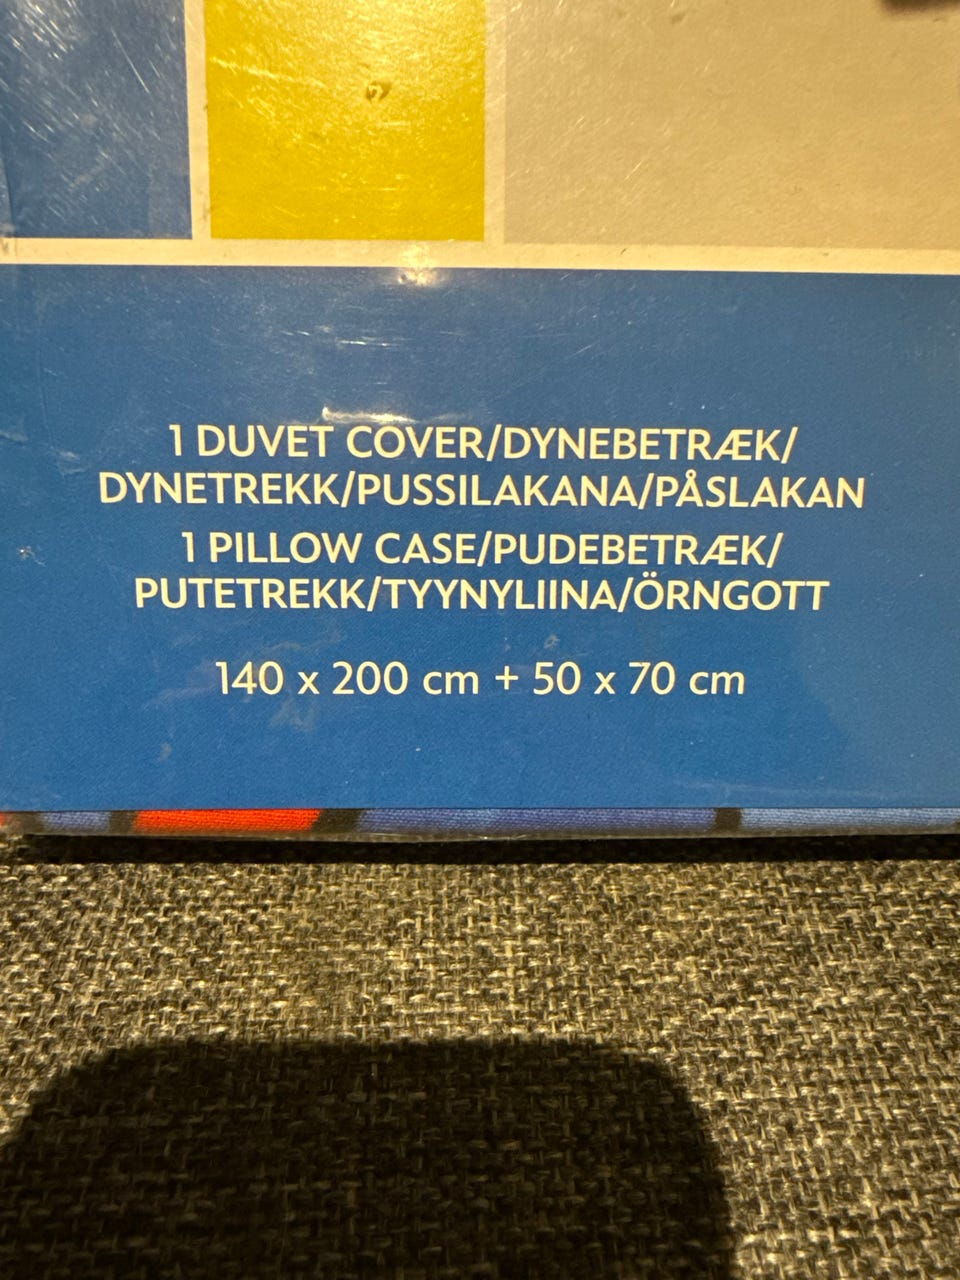 1 DUVET COVER/DYNEBETRÆK/
DYNETREKK/PUSSILAKANA/PÅSLAKAN
1 PILLOW CASE/PUDEBETRÆK/
PUTETREKK/TYYNYLIINA/ÖRNGOTT
140 x 200 cm + 50 x 70 cm